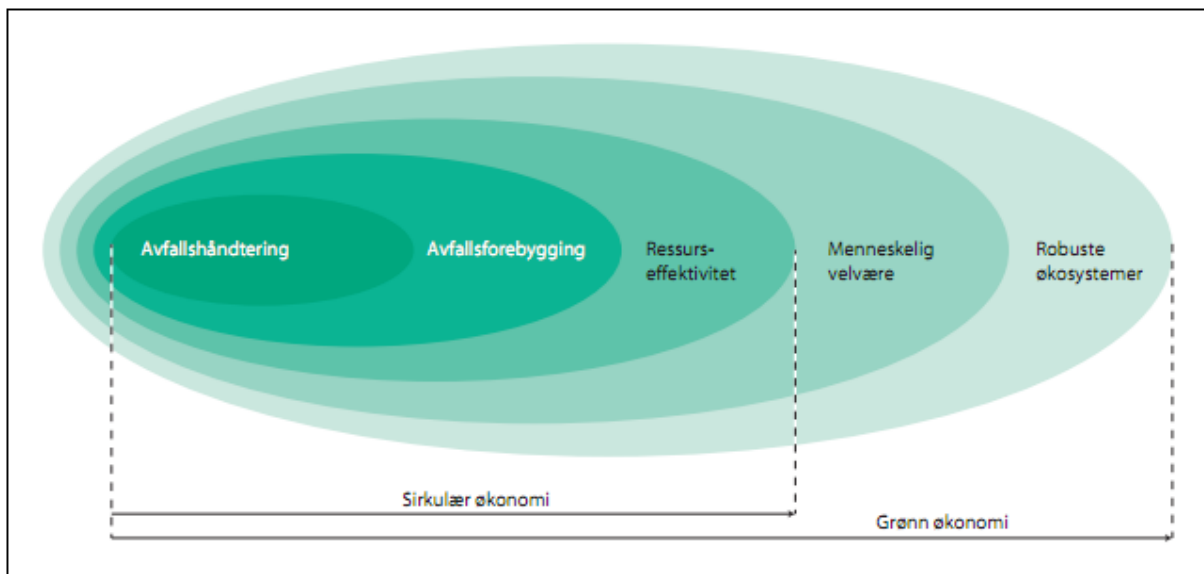 Avfallshåndtering
Avfallsforebygging
Ressurs-
effektivitet
Menneskelig
velvære
Robuste
økosystemer
Sirkulær økonomi
Grønn økonomi